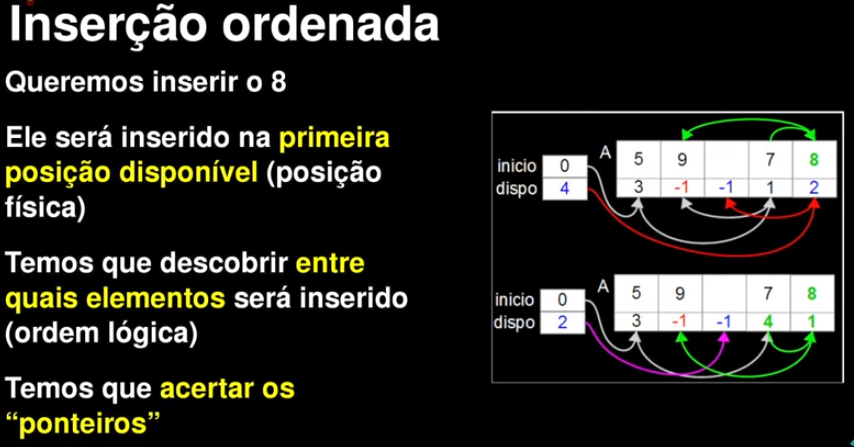 Inserção ordenada
Queremos inserir o 8
Ele será inserido na primeira
posição disponível (posição
física)
Temos que descobrir entre
quais elementos será inserido
(ordem lógica)
Temos que acertar os
“ponteiros”
A 5 9 7 8
inicio 0
dispo 4 3 -1 -1 1 2
A 5 9 7 8
inicio 0
dispo 2 3 -1 -1 4 1